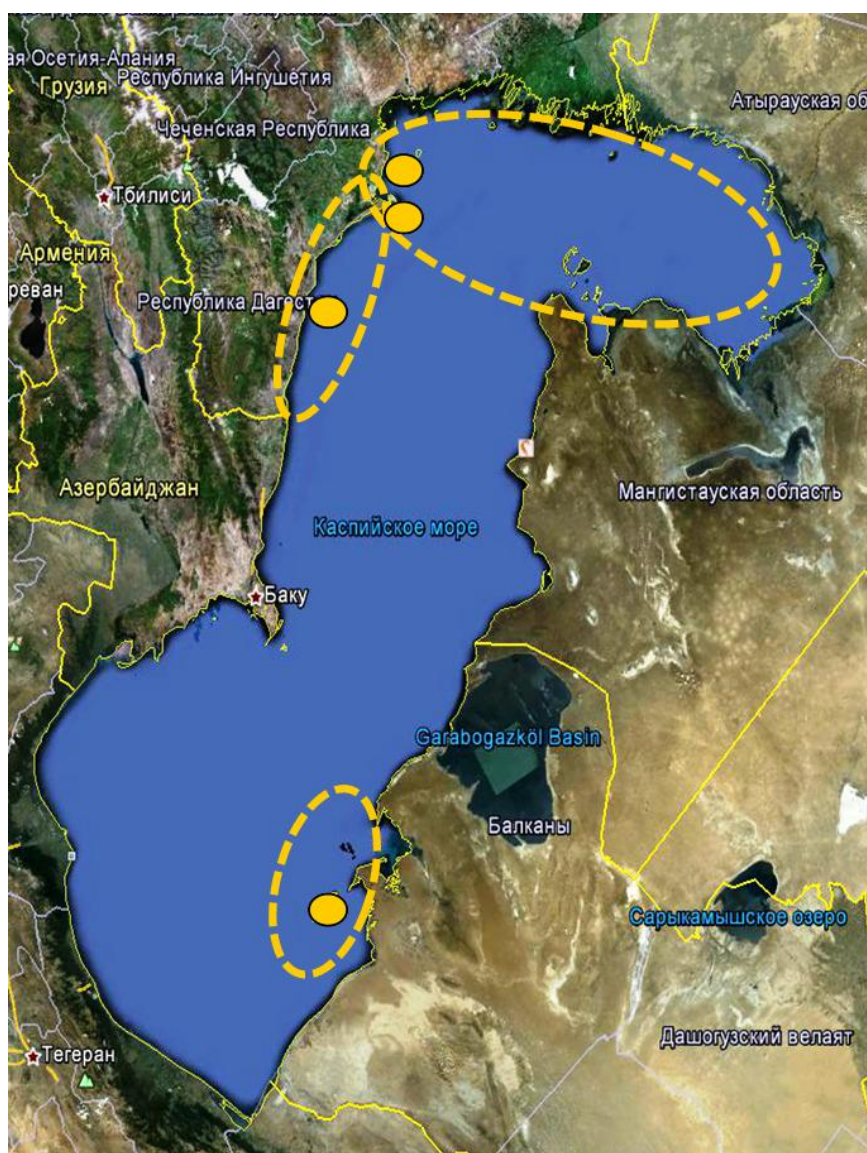 ая Осетия-Алания
Республика Ингушетия
Грузия
Атырауская об
Чеченская Республика
Тбилиси
Армения
реван
Республика Дагест
Азербайджан
Мангистауская область
Каспийское море
Баку
Garabogazköl Basin
Балканы
Сарыкамышское озеро
Дашогузский велаят
Тегеран